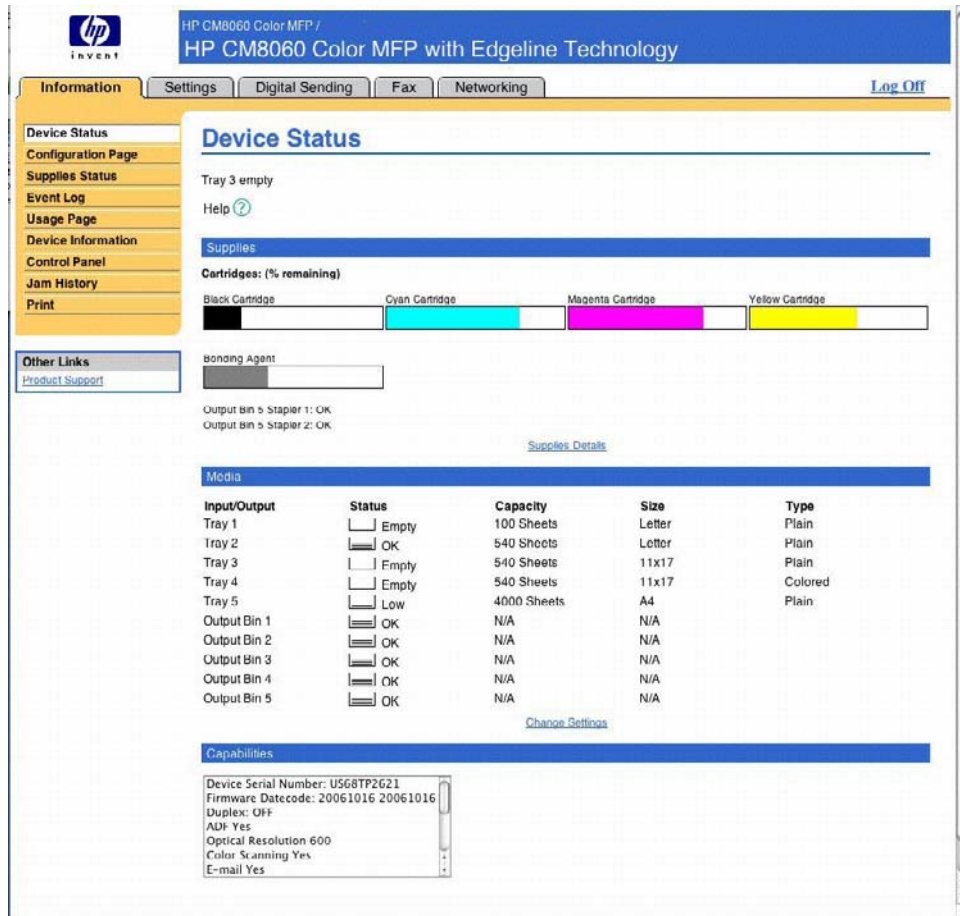 hp
invent
HP CM8060 Color MFP /
HP CM8060 Color MFP with Edgeline Technology
Information Settings Digital Sending Fax Networking Log Off
Device Status
Configuration Page
Supplies Status
Event Log
Usage Page
Device Information
Control Panel
Jam History
Print
Other Links
Product Support
Device Status
Tray 3 empty
Help ?
Supplies
Cartridges: (% remaining)
Black Cartridge Cyan Cartridge Magenta Cartridge Yellow Cartridge
Bonding Agent
Output Bin 5 Stapler 1: OK
Output Bin 5 Stapler 2: OK
Supplies Details
Media
Input/Output Status Capacity Size Type
Tray 1 Empty 100 Sheets Letter Plain
Tray 2 OK 540 Sheets Letter Plain
Tray 3 Empty 540 Sheets 11x17 Plain
Tray 4 Empty 540 Sheets 11x17 Colored
Tray 5 Low 4000 Sheets A4 Plain
Output Bin 1 OK N/A N/A
Output Bin 2 OK N/A N/A
Output Bin 3 OK N/A N/A
Output Bin 4 OK N/A N/A
Output Bin 5 OK N/A N/A
Change Settings
Capabilities
Device Serial Number: USG8TP2G21
Firmware Datecode: 20061016 20061016
Duplex: OFF
ADF Yes
Optical Resolution 600
Color Scanning Yes
E-mail Yes